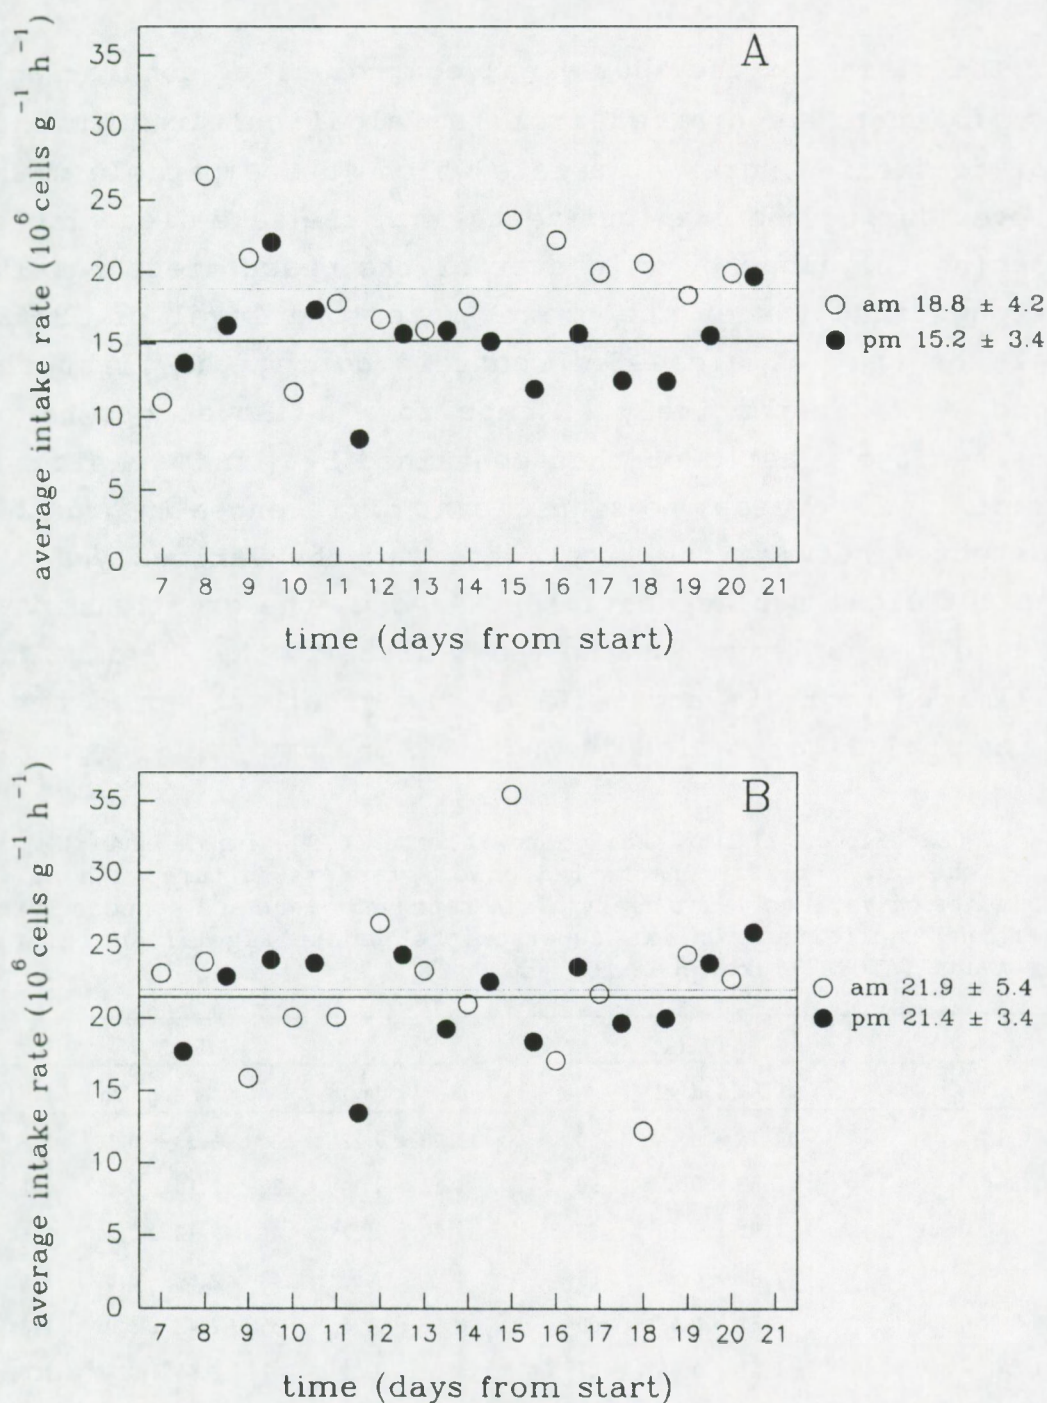 A
average intake rate (10⁶ cells g⁻¹ h⁻¹)
35
30
25
20
15
10
5
0
7 8 9 10 11 12 13 14 15 16 17 18 19 20 21
time (days from start)
○ am 18.8 ± 4.2
● pm 15.2 ± 3.4
B
average intake rate (10⁶ cells g⁻¹ h⁻¹)
35
30
25
20
15
10
5
0
7 8 9 10 11 12 13 14 15 16 17 18 19 20 21
time (days from start)
○ am 21.9 ± 5.4
● pm 21.4 ± 3.4